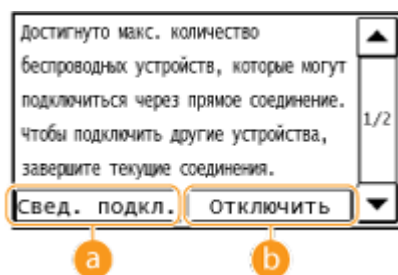 Достигнуто макс. количество
беспроводных устройств, которые могут
подключиться через прямое соединение.
Чтобы подключить другие устройства,
завершите текущие соединения.
1/2
Свед. подкл. Отключить
a b